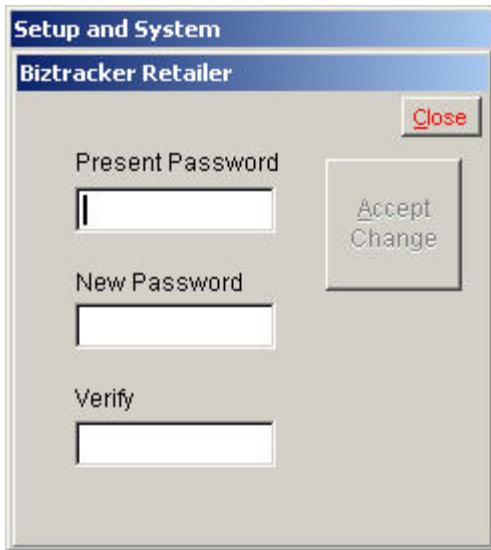 Setup and System
Biztracker Retailer
Close
Present Password
Accept
Change
New Password
Verify